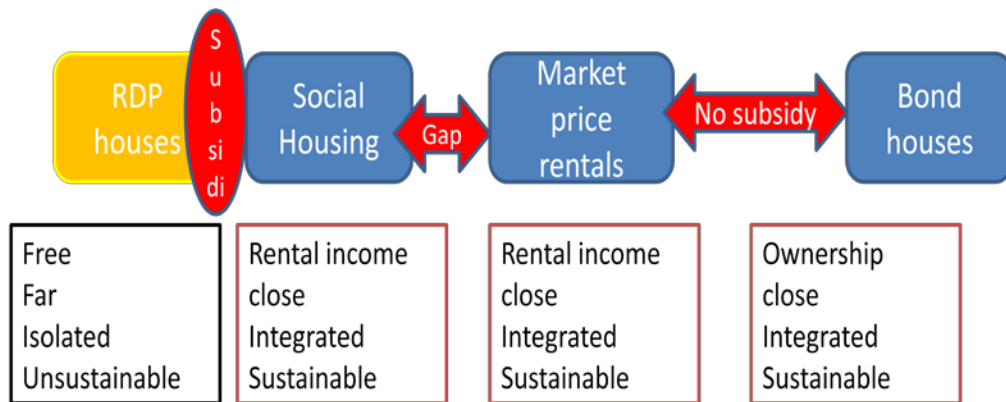 RDP
houses
S
u
b
si
di
Social
Housing
Gap
Market
price
rentals
No subsidy
Bond
houses
Free
Far
Isolated
Unsustainable
Rental income
close
Integrated
Sustainable
Rental income
close
Integrated
Sustainable
Ownership
close
Integrated
Sustainable